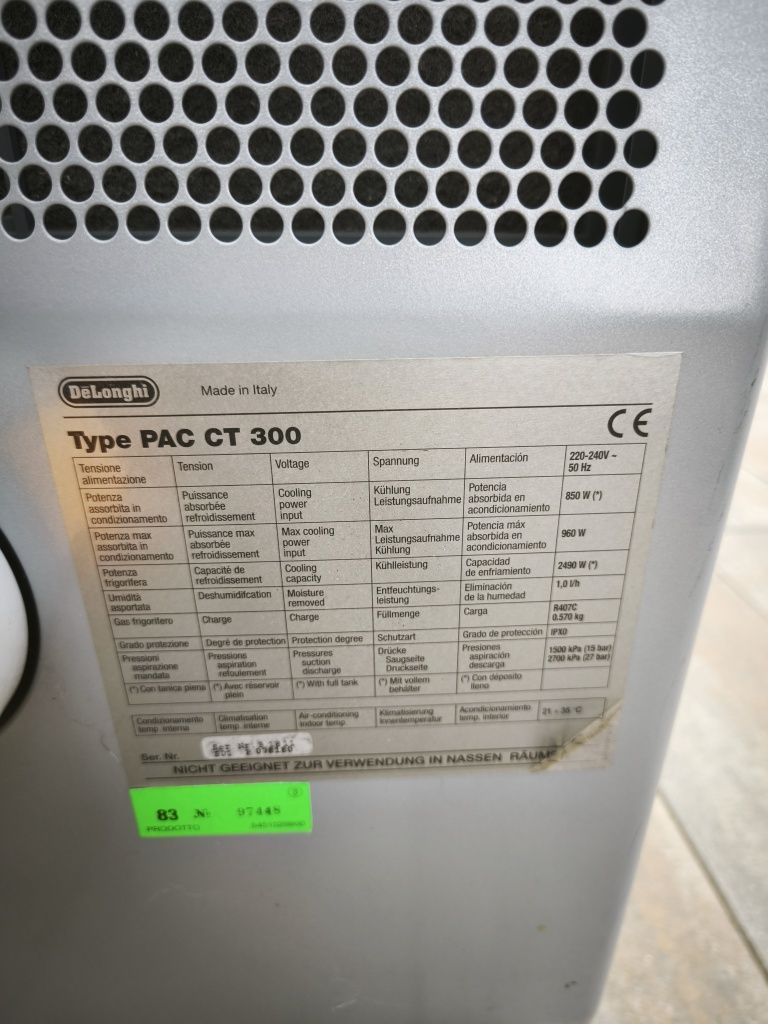 DeLonghi Made in Italy
CE
Type PAC CT 300
Tensione alimentazione Tension Voltage Spannung Alimentación 220-240V ~ 50 Hz
Potenza assorbita in condizionamento Puissance absorbée refroidissement Cooling power input Kühlung Leistungsaufnahme Potencia absorbida en acondicionamiento 850 W (*)
Potenza max assorbita in condizionamento Puissance max absorbée refroidissement Max cooling power input Max Leistungsaufnahme Kühlung Potencia máx absorbida en acondicionamiento 960 W
Potenza frigorifera Capacité de refroidissement Cooling capacity Kühlleistung Capacidad de enfriamiento 2490 W (*)
Umidità asportata Deshumidifcation Moisture removed Entfeuchtungs-leistung Eliminación de la humedad 1,0 l/h
Gas frigorifero Charge Charge Füllmenge Carga R407C 0.570 kg
Grado protezione Degré de protection Protection degree Schutzart Grado de protección IPX0
Pressioni aspirazione mandata Pressions aspiration refoulement Pressures suction discharge Drücke Saugseite Druckseite Presiones aspiración descarga 1500 kPa (15 bar) 2700 kPa (27 bar)
(*) Con tanica piena (*) Avec réservoir plein (*) With full tank (*) Mit vollem behälter (*) Con depósito lleno
Condizionamento temp. interna Climatisation temp. interne Air-conditioning Indoor temp. Klimatisierung Innentemperatur Acondicionamiento temp. interior 21 - 35 °C
Ser. Nr.
NICHT GEEIGNET ZUR VERWENDUNG IN NASSEN RÄUME
83 № 97448
PRODOTTO